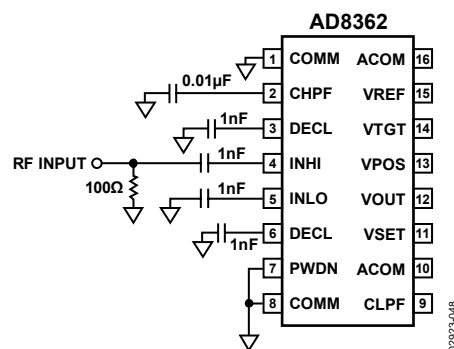 AD8362
1 COMM ACOM 16
0.01µF
2 CHPF VREF 15
1nF
3 DECL VTGT 14
RF INPUT 1nF
4 INHI VPOS 13
100Ω
1nF
5 INLO VOUT 12
6 DECL VSET 11
1nF
7 PWDN ACOM 10
8 COMM CLPF 9
02923-048